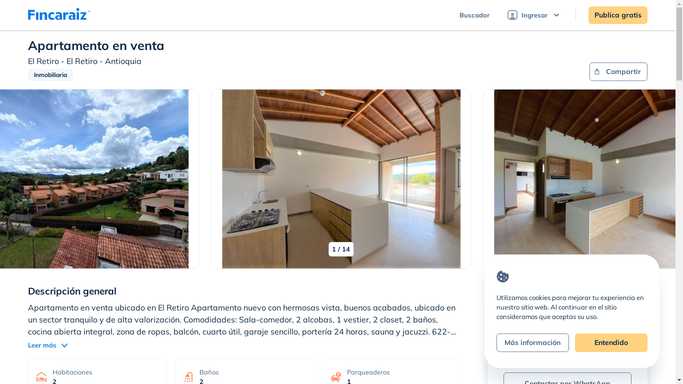 Fincaraiz
Buscador
Ingresar
Publica gratis
Apartamento en venta
El Retiro - El Retiro - Antioquia
Inmobiliaria
Compartir
1 / 14
Descripción general
Apartamento en venta ubicado en El Retiro Apartamento nuevo con hermosas vista, buenos acabados, ubicado en
un sector tranquilo y de alta valorización. Comodidades: Sala-comedor, 2 alcobas, 1 vestier, 2 closet, 2 baños,
cocina abierta integral, zona de ropas, balcón, cuarto útil, garaje sencillo, portería 24 horas, sauna y jacuzzi. 622-...
Leer más
Habitaciones
2
Baños
2
Parqueaderos
1
Utilizamos cookies para mejorar tu experiencia en
nuestro sitio web. Al continuar en el sitio
consideramos que aceptas su uso.
Más información
Entendido
Contactar por WhatsApp